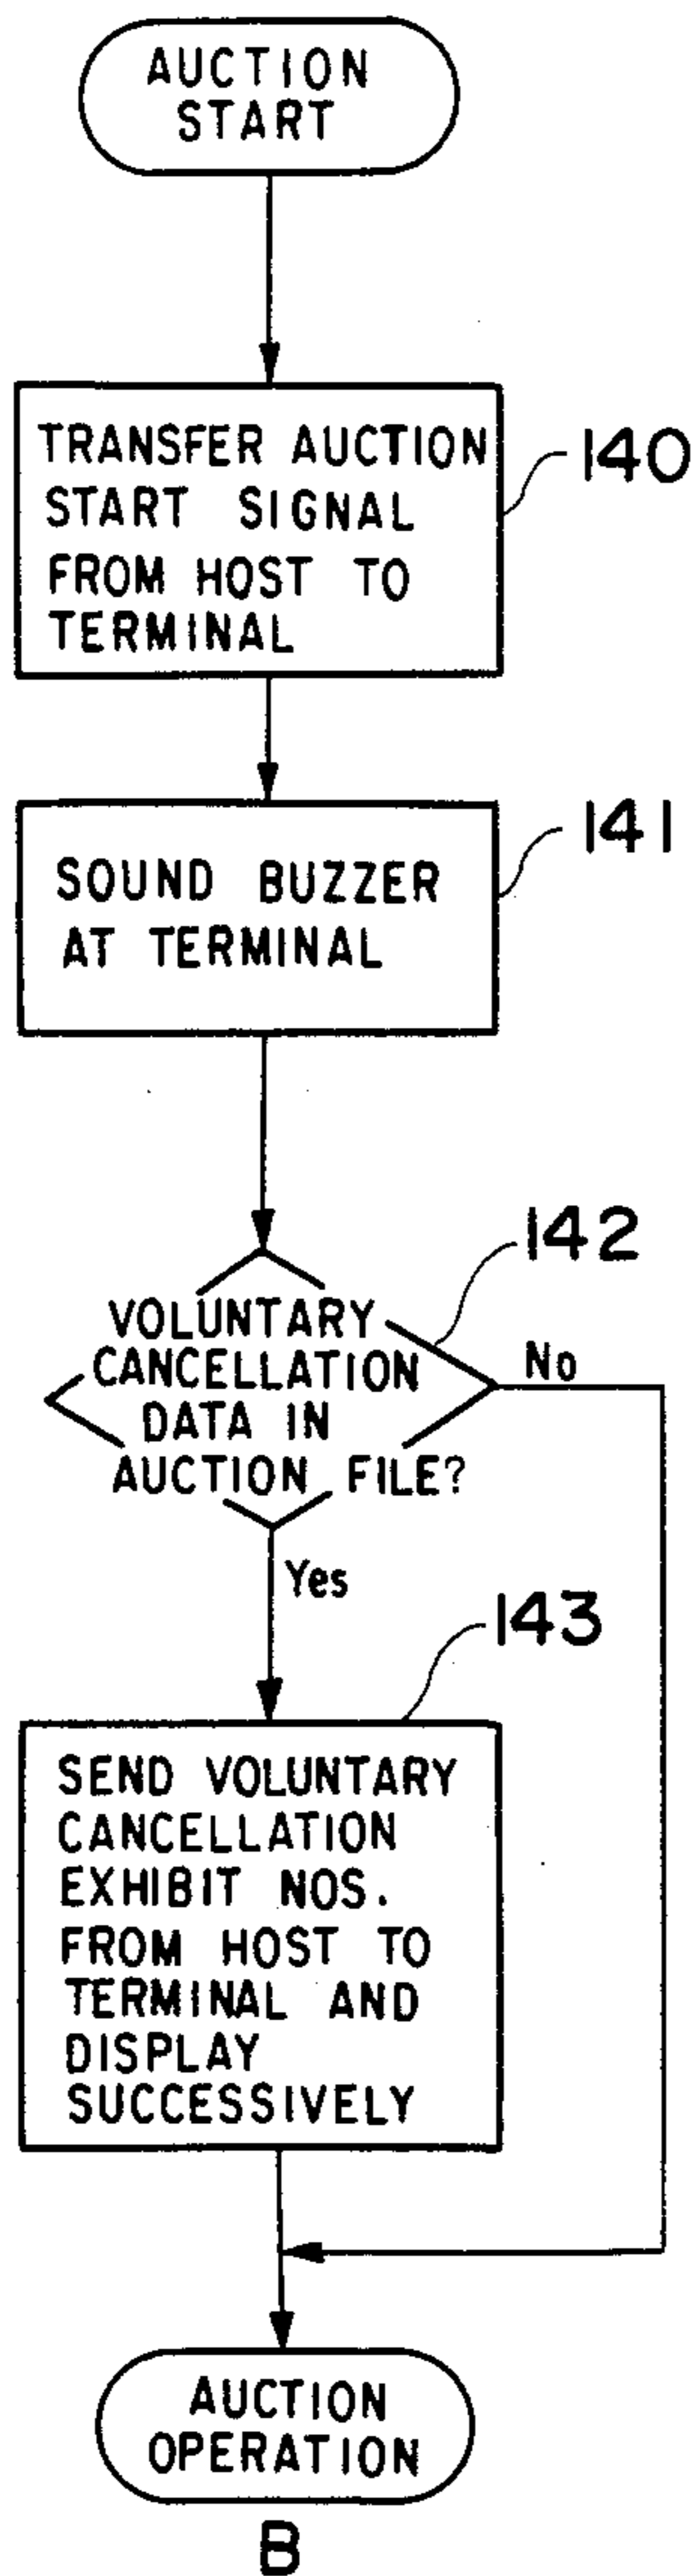 AUCTION
START
TRANSFER AUCTION
START SIGNAL
FROM HOST TO
TERMINAL
140
SOUND BUZZER
AT TERMINAL
141
VOLUNTARY
CANCELLATION
DATA IN
AUCTION FILE?
142
No
Yes
143
SEND VOLUNTARY
CANCELLATION
EXHIBIT NOS.
FROM HOST TO
TERMINAL AND
DISPLAY
SUCCESSIVELY
AUCTION
OPERATION
B